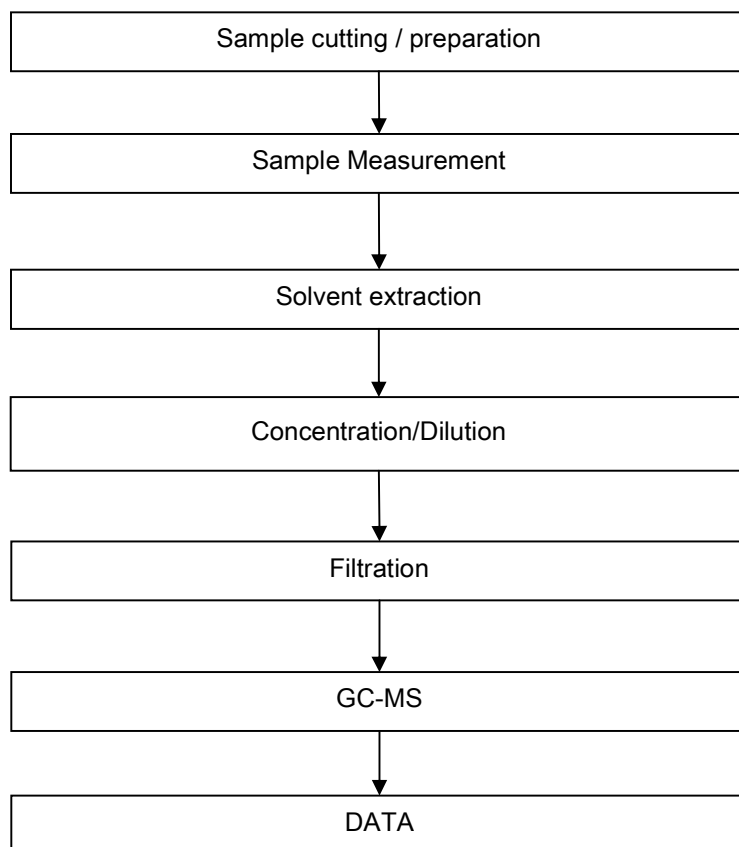 Sample cutting / preparation
Sample Measurement
Solvent extraction
Concentration/Dilution
Filtration
GC-MS
DATA